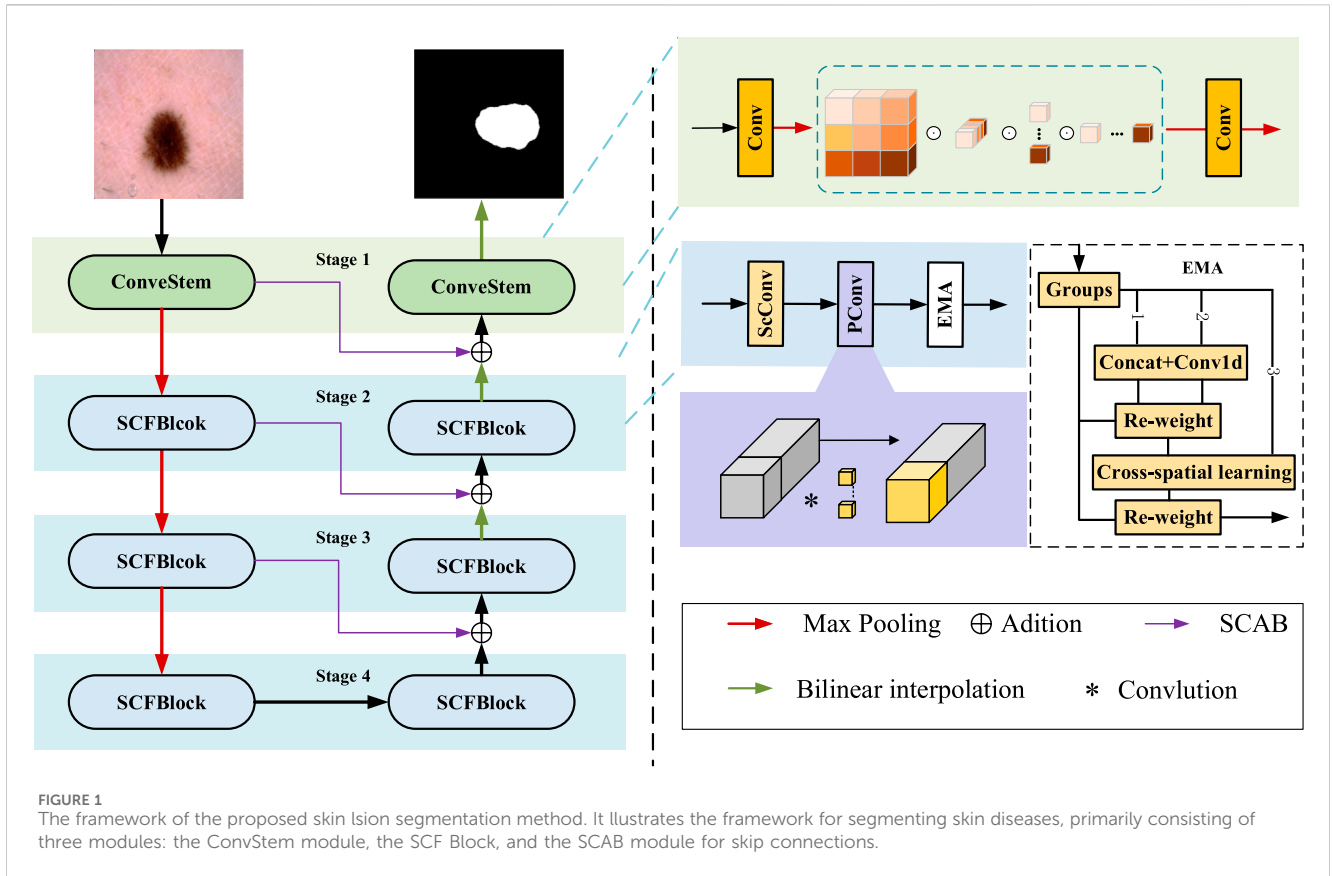 Stage 1
ConveStem
ConveStem
Stage 2
SCFBlcok
SCFBlcok
Stage 3
SCFBlcok
SCFBlock
Stage 4
SCFBlock
SCFBlock
Conv
Conv
ScConv
PConv
EMA
*
EMA
Groups
1
2
3
Concat+Conv1d
Re-weight
Cross-spatial learning
Re-weight
Max Pooling
Adition
SCAB
Bilinear interpolation
* Convlution
FIGURE 1
The framework of the proposed skin lsion segmentation method. It llustrates the framework for segmenting skin diseases, primarily consisting of
three modules: the ConvStem module, the SCF Block, and the SCAB module for skip connections.